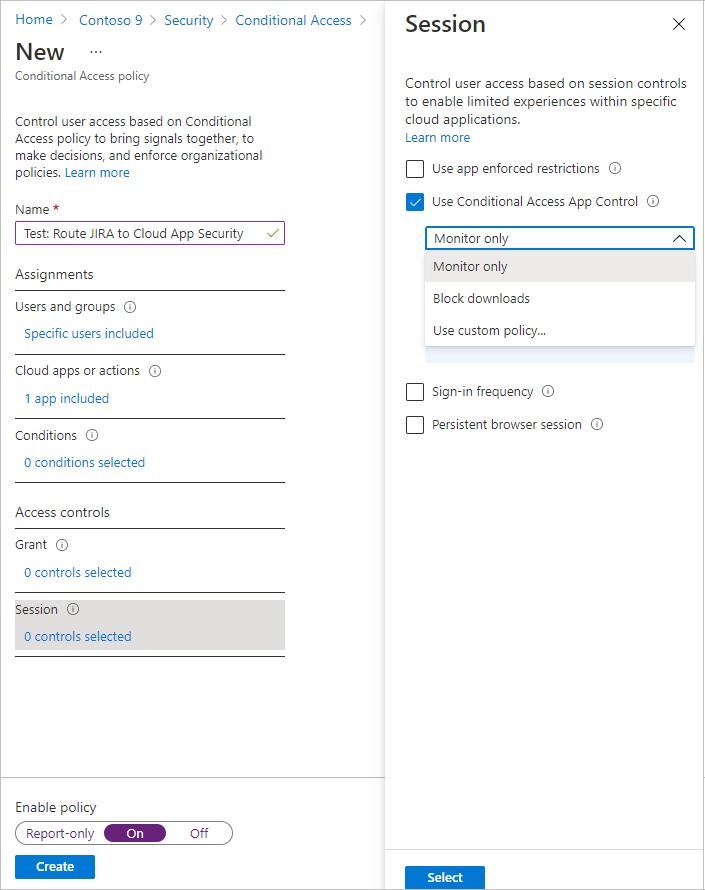 Home > Contoso 9 > Security > Conditional Access >
New ...
Conditional Access policy
Control user access based on Conditional
Access policy to bring signals together, to
make decisions, and enforce organizational
policies. Learn more
Name *
Test: Route JIRA to Cloud App Security
Assignments
Users and groups
Specific users included
Cloud apps or actions
1 app included
Conditions
0 conditions selected
Access controls
Grant
0 controls selected
Session
0 controls selected
Enable policy
Report-only On Off
Create
Session
Control user access based on session controls
to enable limited experiences within specific
cloud applications.
Learn more
Use app enforced restrictions
Use Conditional Access App Control
Monitor only
Monitor only
Block downloads
Use custom policy...
Sign-in frequency
Persistent browser session
Select